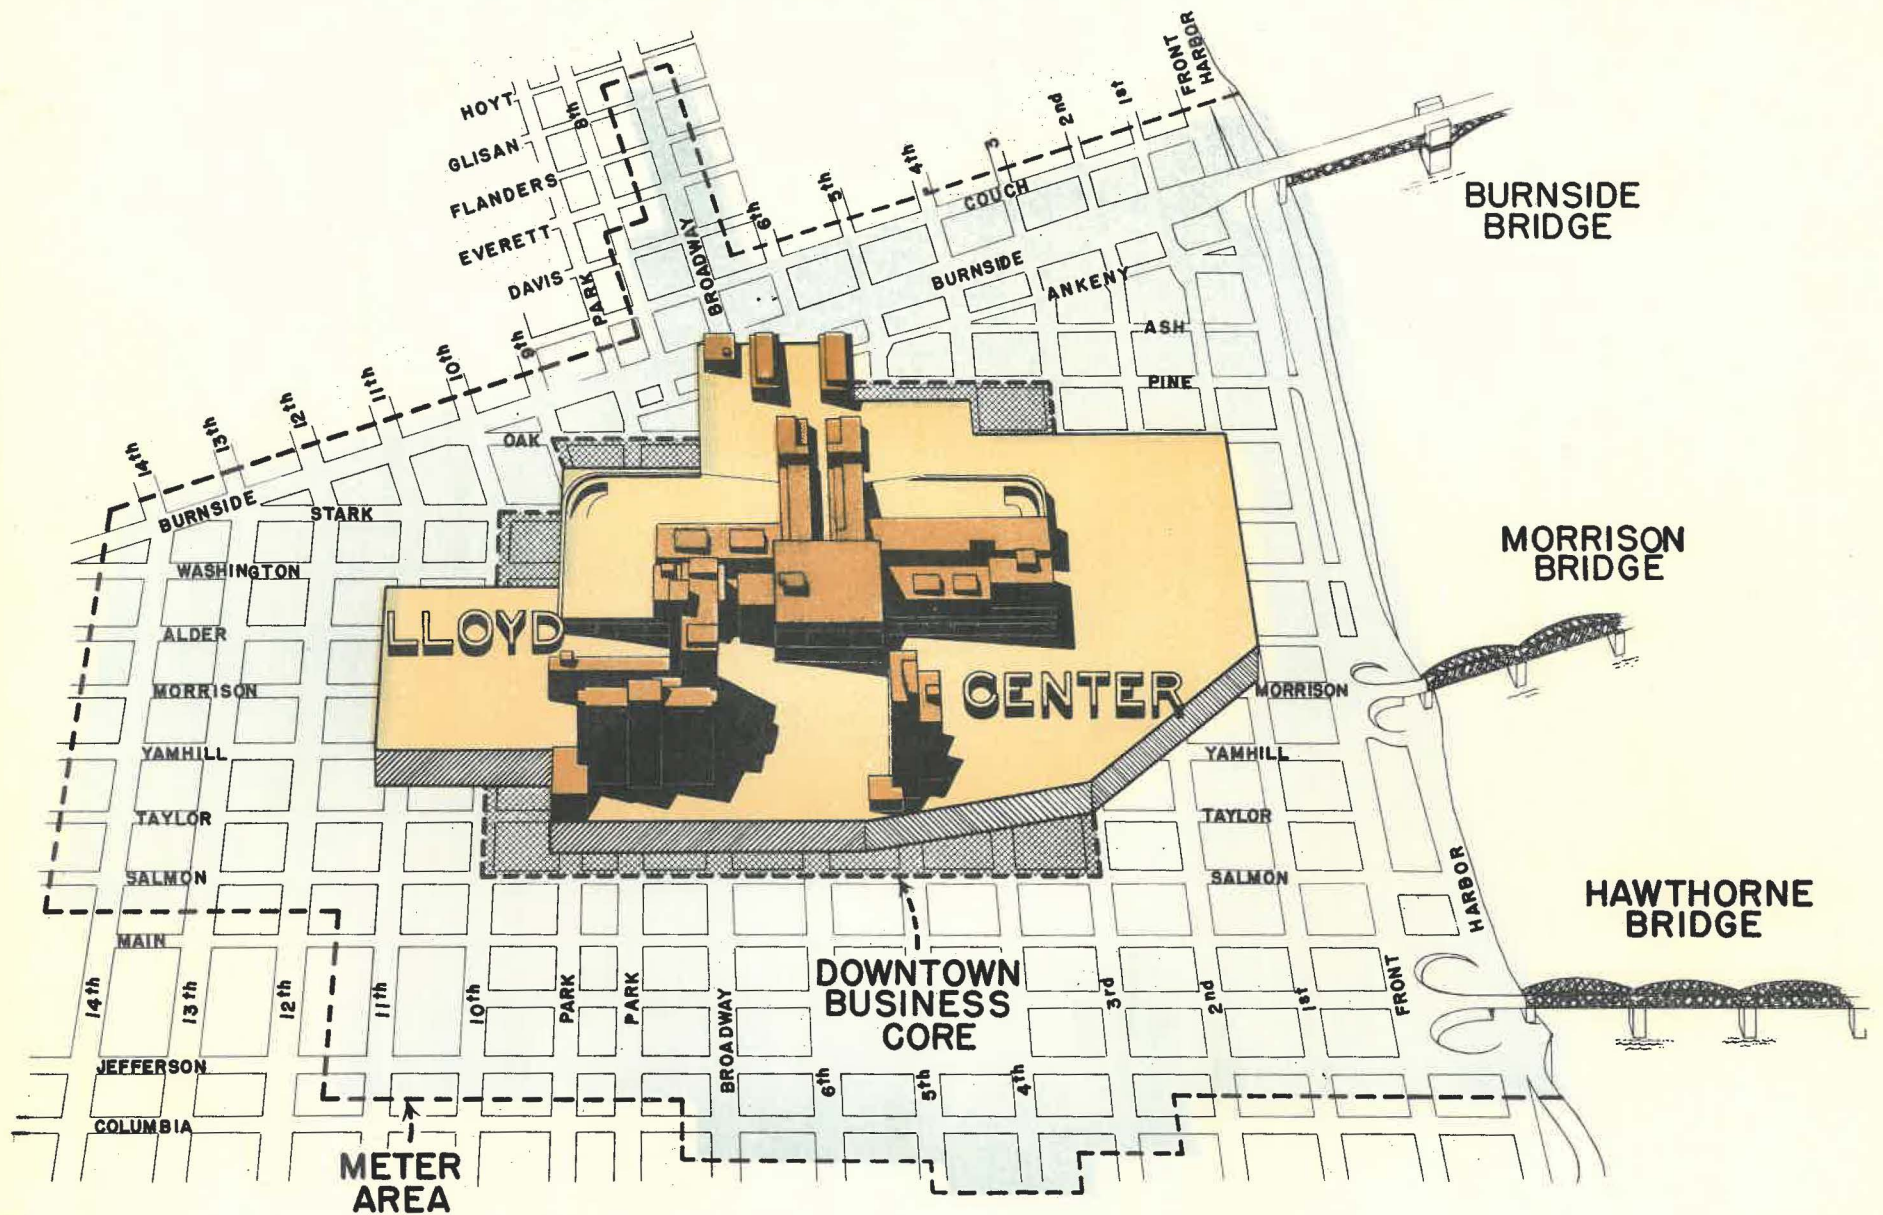 HOYT
GLISAN
FLANDERS
EVERETT
DAVIS
8th
PARK
BROADWAY
6th
5th
4th
3
2nd
1st
FRONT
HARBOR
COUCH
BURNSIDE
ANKENY
ASH
PINE
BURNSIDE
BRIDGE
14th
13th
12th
11th
10th
9th
OAK
BURNSIDE
STARK
WASHINGTON
ALDER
MORRISON
YAMHILL
TAYLOR
SALMON
MAIN
JEFFERSON
COLUMBIA
LLOYD
CENTER
MORRISON
YAMHILL
TAYLOR
SALMON
MORRISON
BRIDGE
HARBOR
HAWTHORNE
BRIDGE
14th
13th
12th
11th
10th
PARK
PARK
BROADWAY
6th
5th
4th
3rd
2nd
1st
FRONT
DOWNTOWN
BUSINESS
CORE
METER
AREA